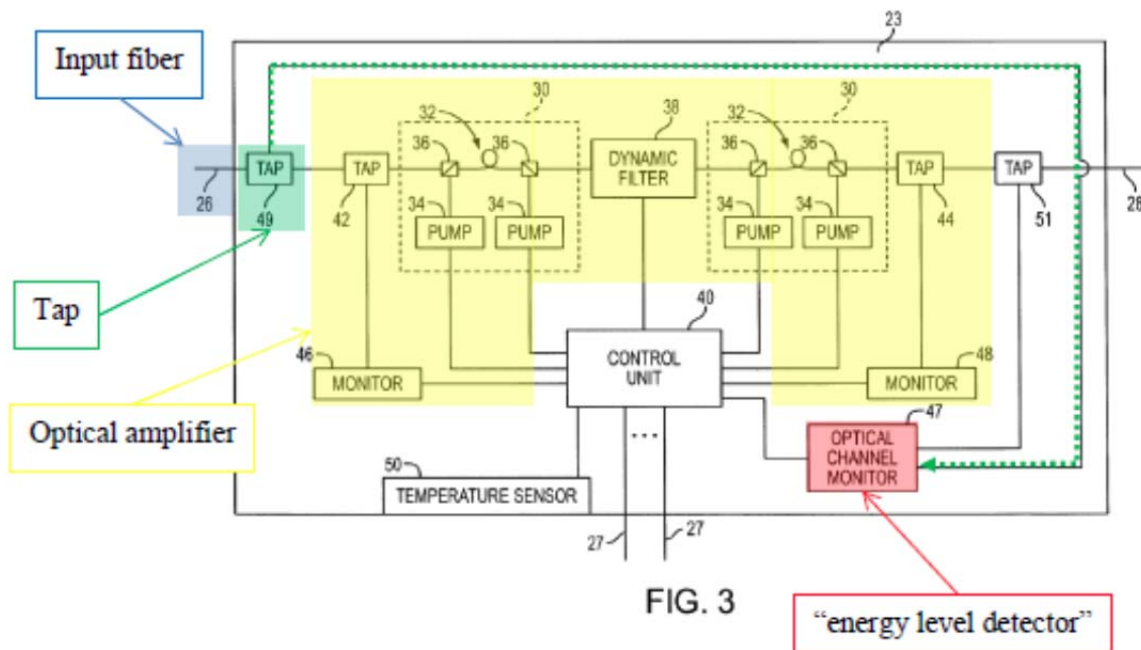 23
Input fiber
30
30
32
38
32
36
36
36
36
TAP
TAP
DYNAMIC
FILTER
TAP
TAP
26
49
42
34
34
34
34
44
51
28
PUMP
PUMP
PUMP
PUMP
Tap
40
46
CONTROL
UNIT
48
MONITOR
MONITOR
47
Optical amplifier
...
OPTICAL
CHANNEL
MONITOR
50
TEMPERATURE SENSOR
27
27
FIG. 3
“energy level detector”